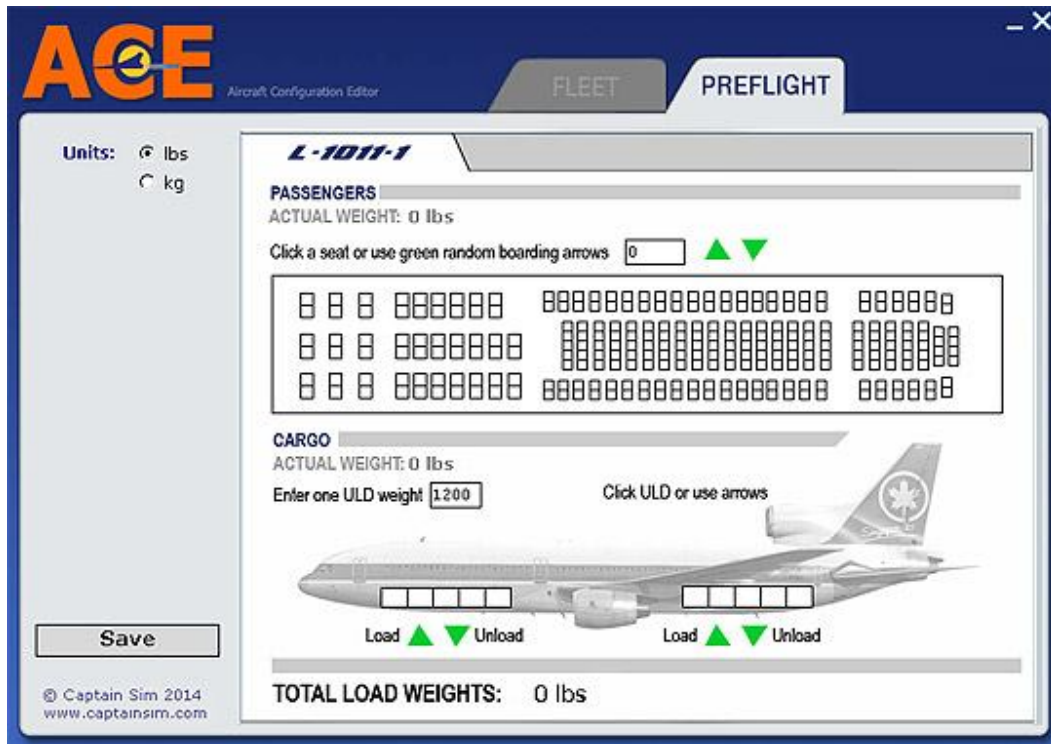 ACE
Aircraft Configuration Editor
FLEET
PREFLIGHT
Units:
lbs
kg
L-1011-1
PASSENGERS
ACTUAL WEIGHT: 0 lbs
Click a seat or use green random boarding arrows 0
CARGO
ACTUAL WEIGHT: 0 lbs
Enter one ULD weight 1200
Click ULD or use arrows
Load Unload
Load Unload
Save
TOTAL LOAD WEIGHTS: 0 lbs
© Captain Sim 2014
www.captainsim.com